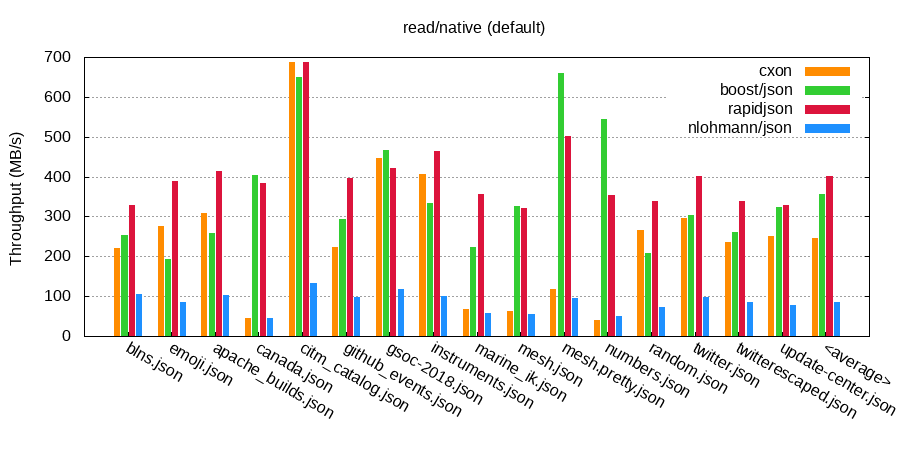 read/native (default)
Throughput (MB/s)
700
600
500
400
300
200
100
0
cxon
boost/json
rapidjson
nlohmann/json
blns.json
emoji.json
apache_builds.json
canada.json
citm_catalog.json
github_events.json
gsoc-2018.json
instruments.json
marine_ik.json
mesh.json
mesh.pretty.json
numbers.json
random.json
twitter.json
twitterescaped.json
update-center.json
<average>